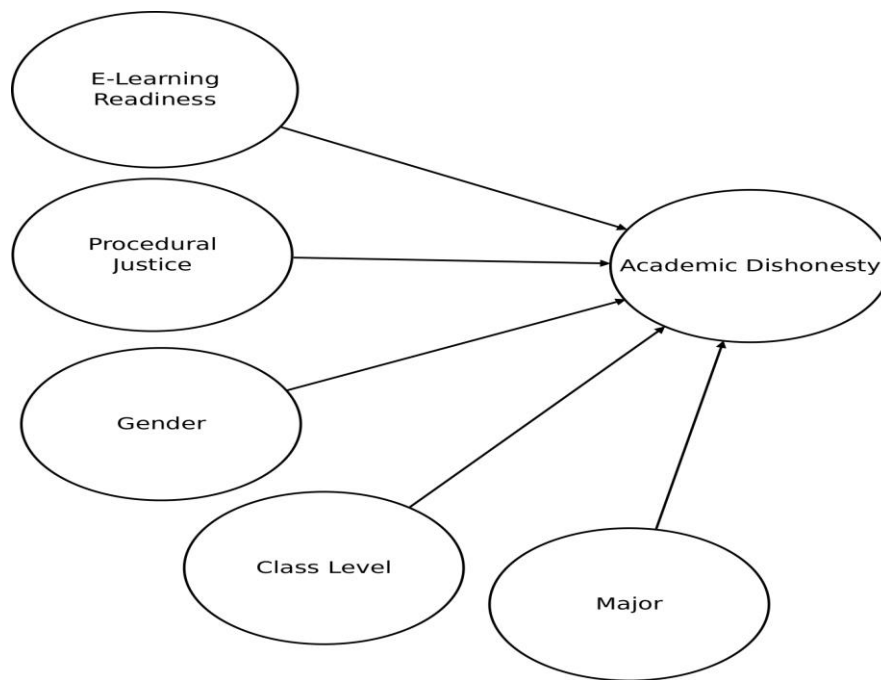 E-Learning
Readiness
Procedural
Justice
Academic Dishonesty
Gender
Class Level
Major